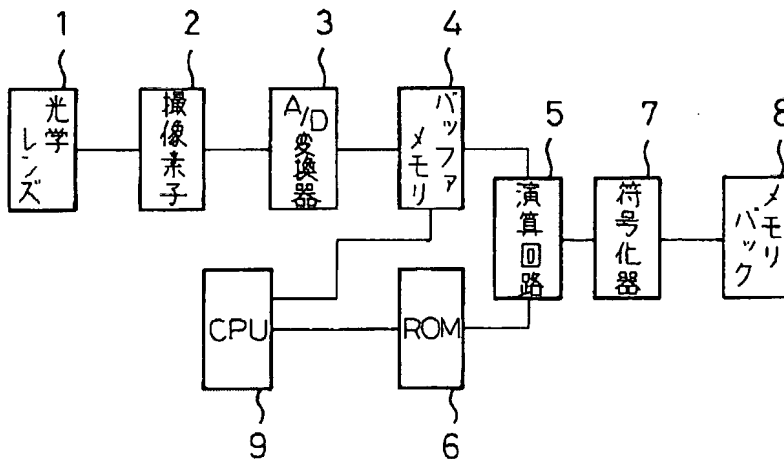 1
2
3
4
5
7
8
光学
レンズ
撮像素子
A/D
変換器
バッファ
メモリ
演算回路
符号化器
メモリ
バック
CPU
ROM
9
6